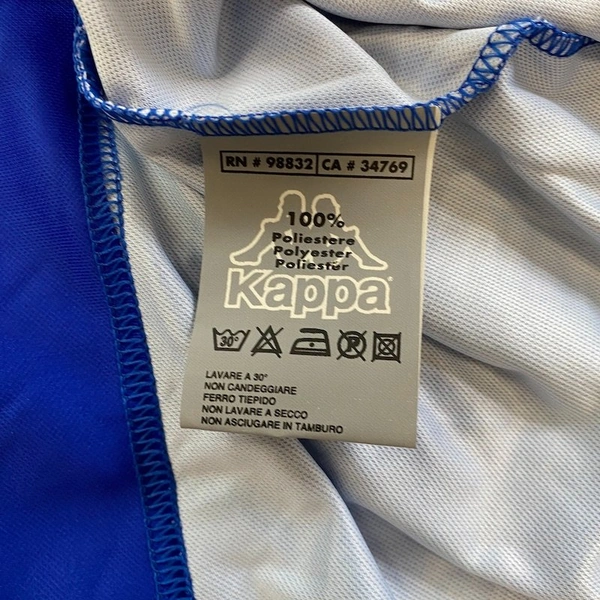 RN # 98832 CA # 34769
100%
Poliestere
Polyester
Poliester
Kappa®
30°
LAVARE A 30°
NON CANDEGGIARE
FERRO TIEPIDO
NON LAVARE A SECCO
NON ASCIUGARE IN TAMBURO